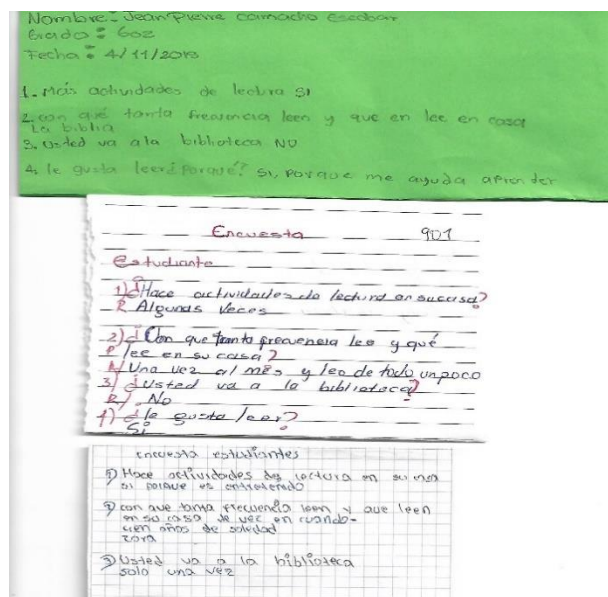 Nombre: Jean Pierre camacho Escobar
Grado: 602
Fecha: 4/11/2018
1. Más actividades de lectura SI
2. con qué tanta frecuencia leen y que en lee en casa
La biblia
3. Usted va ala biblioteca NO
4. le gusta leer¿Porqué? SI, porque me ayuda aprender
Encuesta 901
Estudiante
1) ¿Hace actividades de lectura en su casa?
R Algunas Veces
2) ¿Con que tanta frecuencia lee y qué
lee en su casa?
R/ Una vez al mês y leo de todo un poco
3) ¿Usted va a la biblioteca?
R/. No
4) ¿le gusta leer?
Si
encuesta estudiantes
1) Hace actividades de lectura en su
si porque es entretenido
2) con que tanta frecuencia leen y que leen
en su casa de vez en cuando-
cien años de soledad
3) Usted va a la biblioteca
solo una vez